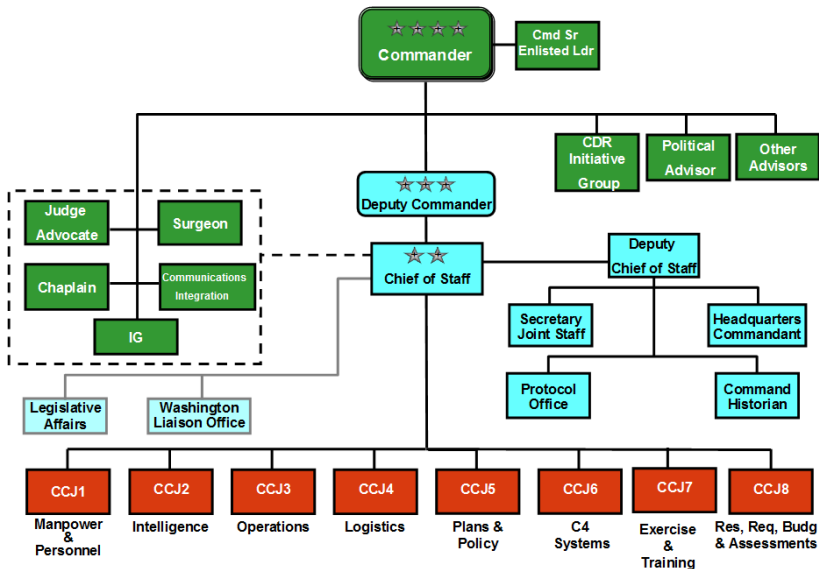 Commander
Cmd Sr
Enlisted Ldr
CDR
Initiative
Group
Political
Advisor
Other
Advisors
Deputy Commander
Judge
Advocate
Surgeon
Chaplain
Communications
Integration
IG
Chief of Staff
Deputy
Chief of Staff
Secretary
Joint Staff
Headquarters
Commandant
Protocol
Office
Command
Historian
Legislative
Affairs
Washington
Liaison Office
CCJ1
Manpower
&
Personnel
CCJ2
Intelligence
CCJ3
Operations
CCJ4
Logistics
CCJ5
Plans &
Policy
CCJ6
C4
Systems
CCJ7
Exercise
&
Training
CCJ8
Res, Req, Budg
& Assessments